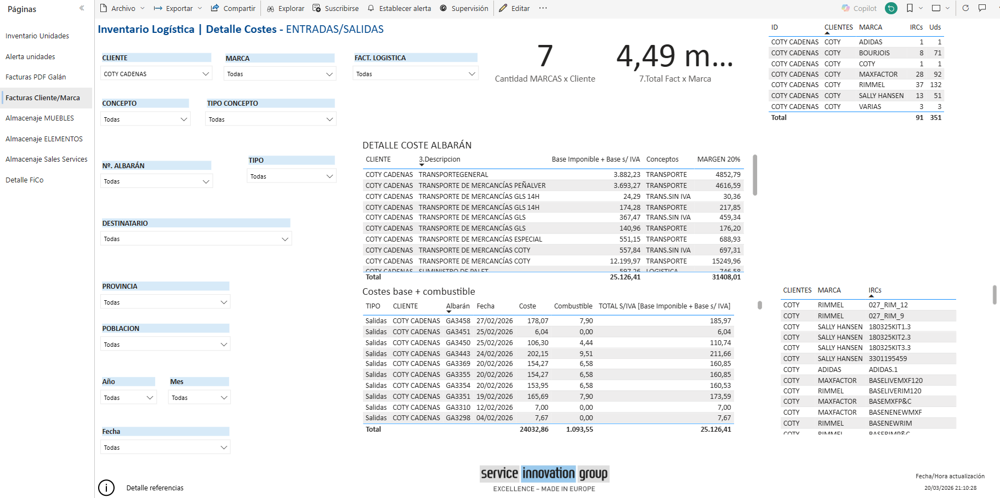 Páginas
Archivo
Exportar
Compartir
Explorar
Suscribirse
Establecer alerta
Supervisión
Editar
Copilot
Inventario Unidades
Alerta unidades
Facturas PDF Galán
Facturas Cliente/Marca
Almacenaje MUEBLES
Almacenaje ELEMENTOS
Almacenaje Sales Services
Detalle FiCo
Inventario Logística | Detalle Costes - ENTRADAS/SALIDAS
CLIENTE
COTY CADENAS
MARCA
Todas
FACT. LOGISTICA
Todas
7
Cantidad MARCAS x Cliente
4,49 m...
7.Total Fact x Marca
ID CLIENTES MARCA IRCs Uds
COTY CADENAS COTY ADIDAS 1 1
COTY CADENAS COTY BOURJOIS 8 71
COTY CADENAS COTY COTY 1 1
COTY CADENAS COTY MAXFACTOR 28 92
COTY CADENAS COTY RIMMEL 37 132
COTY CADENAS COTY SALLY HANSEN 13 51
COTY CADENAS COTY VARIAS 3 3
Total 91 351
CONCEPTO
Todas
TIPO CONCEPTO
Todas
Nº. ALBARÁN
Todas
TIPO
Todas
DESTINATARIO
Todas
PROVINCIA
Todas
POBLACION
Todas
Año
Todas
Mes
Todas
Fecha
Todas
DETALLE COSTE ALBARÁN
CLIENTE 3.Descripcion Base Imponible + Base s/ IVA Conceptos MARGEN 20%
COTY CADENAS TRANSPORTEGENERAL 3.882,23 TRANSPORTE 4852,79
COTY CADENAS TRANSPORTE DE MERCANCÍAS PEÑALVER 3.693,27 TRANSPORTE 4616,59
COTY CADENAS TRANSPORTE DE MERCANCÍAS GLS 14H 24,29 TRANS.SIN IVA 30,36
COTY CADENAS TRANSPORTE DE MERCANCÍAS GLS 14H 174,28 TRANSPORTE 217,85
COTY CADENAS TRANSPORTE DE MERCANCÍAS GLS 367,47 TRANS.SIN IVA 459,34
COTY CADENAS TRANSPORTE DE MERCANCÍAS GLS 140,96 TRANSPORTE 176,20
COTY CADENAS TRANSPORTE DE MERCANCÍAS ESPECIAL 551,15 TRANSPORTE 688,93
COTY CADENAS TRANSPORTE DE MERCANCÍAS COTY 557,84 TRANS.SIN IVA 697,31
COTY CADENAS TRANSPORTE DE MERCANCÍAS COTY 12.199,97 TRANSPORTE 15249,96
COTY CADENAS SUMINISTRO DE PALET 597,26 LOGISTICA 746,58
Total 25.126,41 31408,01
Costes base + combustible
TIPO CLIENTE Albarán Fecha Coste Combustible TOTAL S/IVA [Base Imponible + Base s/ IVA]
Salidas COTY CADENAS GA3458 27/02/2026 178,07 7,90 185,97
Salidas COTY CADENAS GA3451 25/02/2026 6,04 0,00 6,04
Salidas COTY CADENAS GA3450 25/02/2026 106,30 4,44 110,74
Salidas COTY CADENAS GA3443 24/02/2026 202,15 9,51 211,66
Salidas COTY CADENAS GA3369 20/02/2026 154,27 6,58 160,85
Salidas COTY CADENAS GA3355 20/02/2026 154,27 6,58 160,85
Salidas COTY CADENAS GA3354 20/02/2026 153,95 6,58 160,53
Salidas COTY CADENAS GA3351 19/02/2026 165,69 7,90 173,59
Salidas COTY CADENAS GA3310 12/02/2026 7,00 0,00 7,00
Salidas COTY CADENAS GA3298 04/02/2026 7,67 0,00 7,67
Total 24032,86 1.093,55 25.126,41
CLIENTES MARCA IRCs
COTY RIMMEL 027_RIM_12
COTY RIMMEL 027_RIM_9
COTY SALLY HANSEN 180325KIT1.3
COTY SALLY HANSEN 180325KIT2.3
COTY SALLY HANSEN 180325KIT3.3
COTY SALLY HANSEN 3301195459
COTY ADIDAS ADIDAS.1
COTY MAXFACTOR BASELIVEMXF120
COTY RIMMEL BASELIVERIM120
COTY MAXFACTOR BASEMXFP&C
COTY MAXFACTOR BASENENEWMXF
COTY RIMMEL BASENEWRIM
COTY RIMMEL BASERIMP&C
service innovation group
EXCELLENCE – MADE IN EUROPE
Detalle referencias
Fecha/Hora actualización
20/03/2026 21:10:28